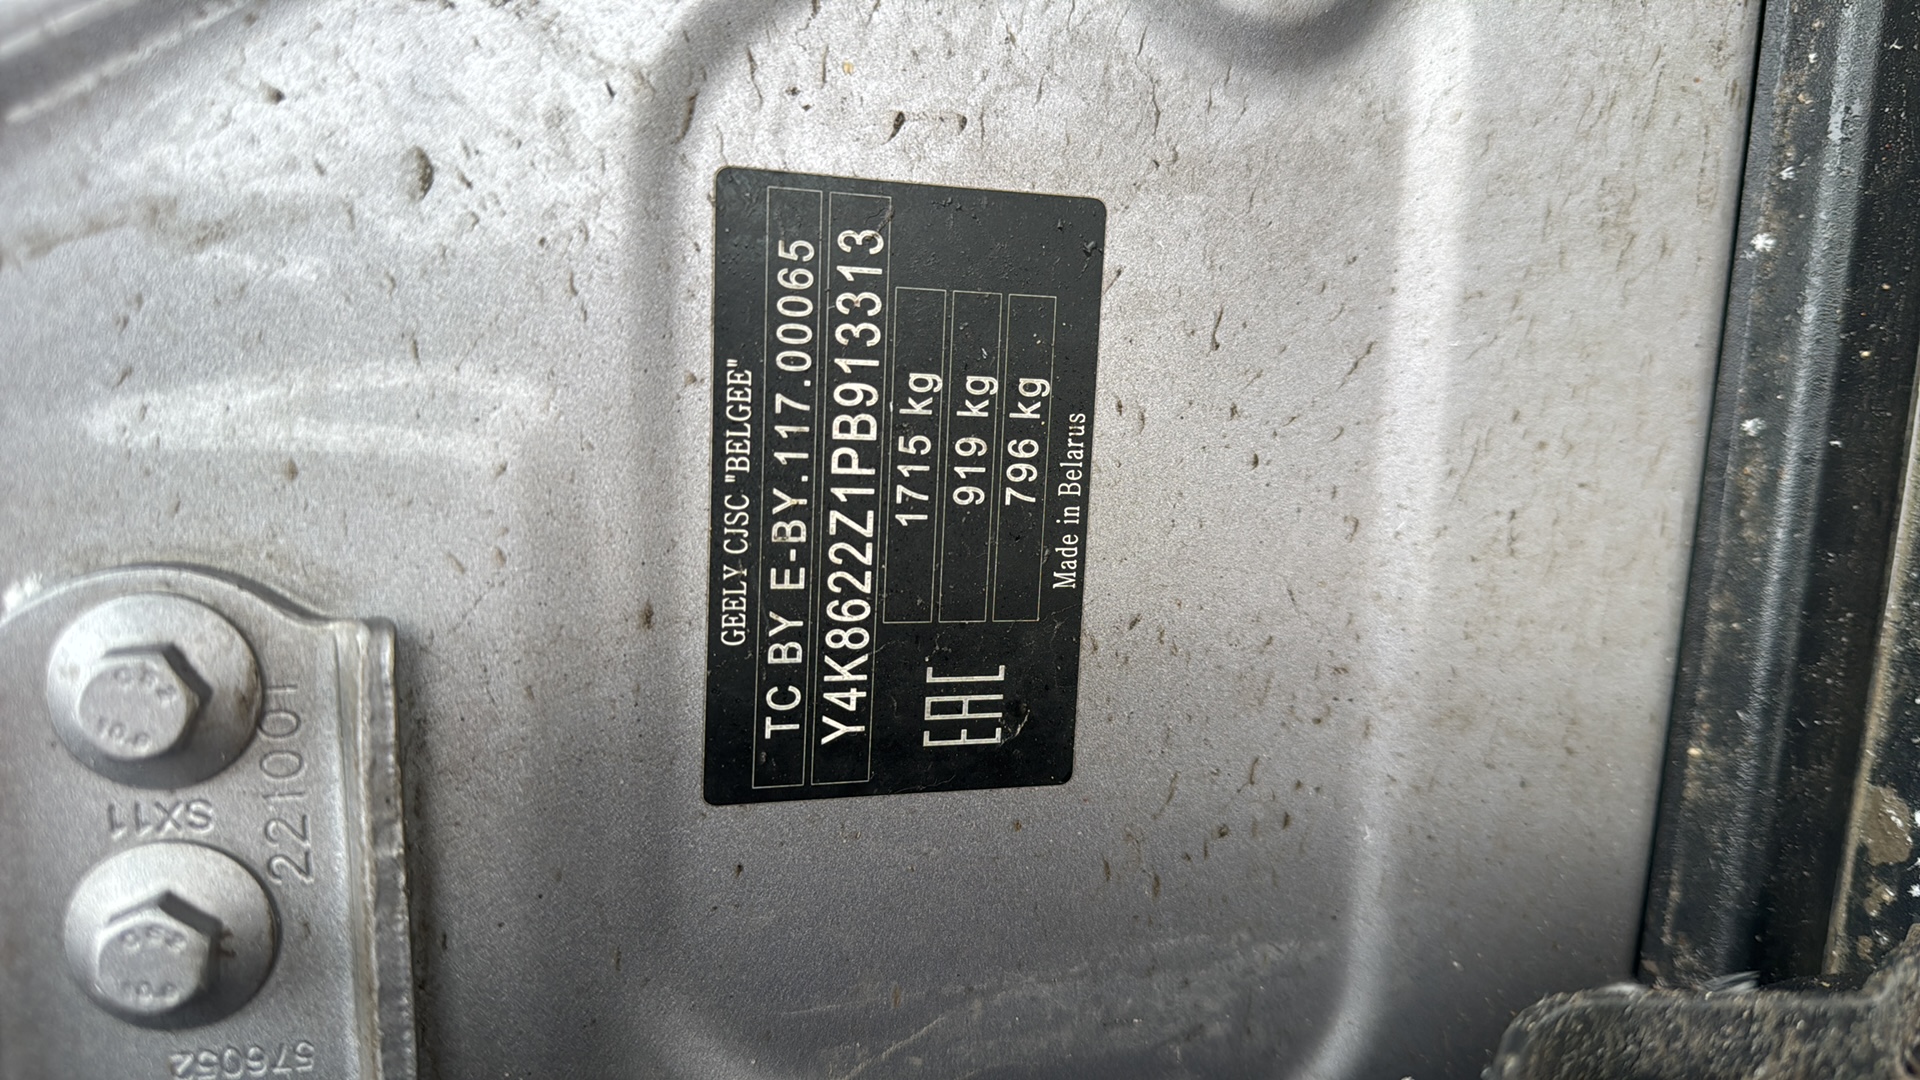 GEELY CJSC "BELGEE"
TC BY E-BY.117.00065
Y4K8622Z1PB913313
1715 kg
919 kg
796 kg
EAC
Made in Belarus
SX11
221001
576052